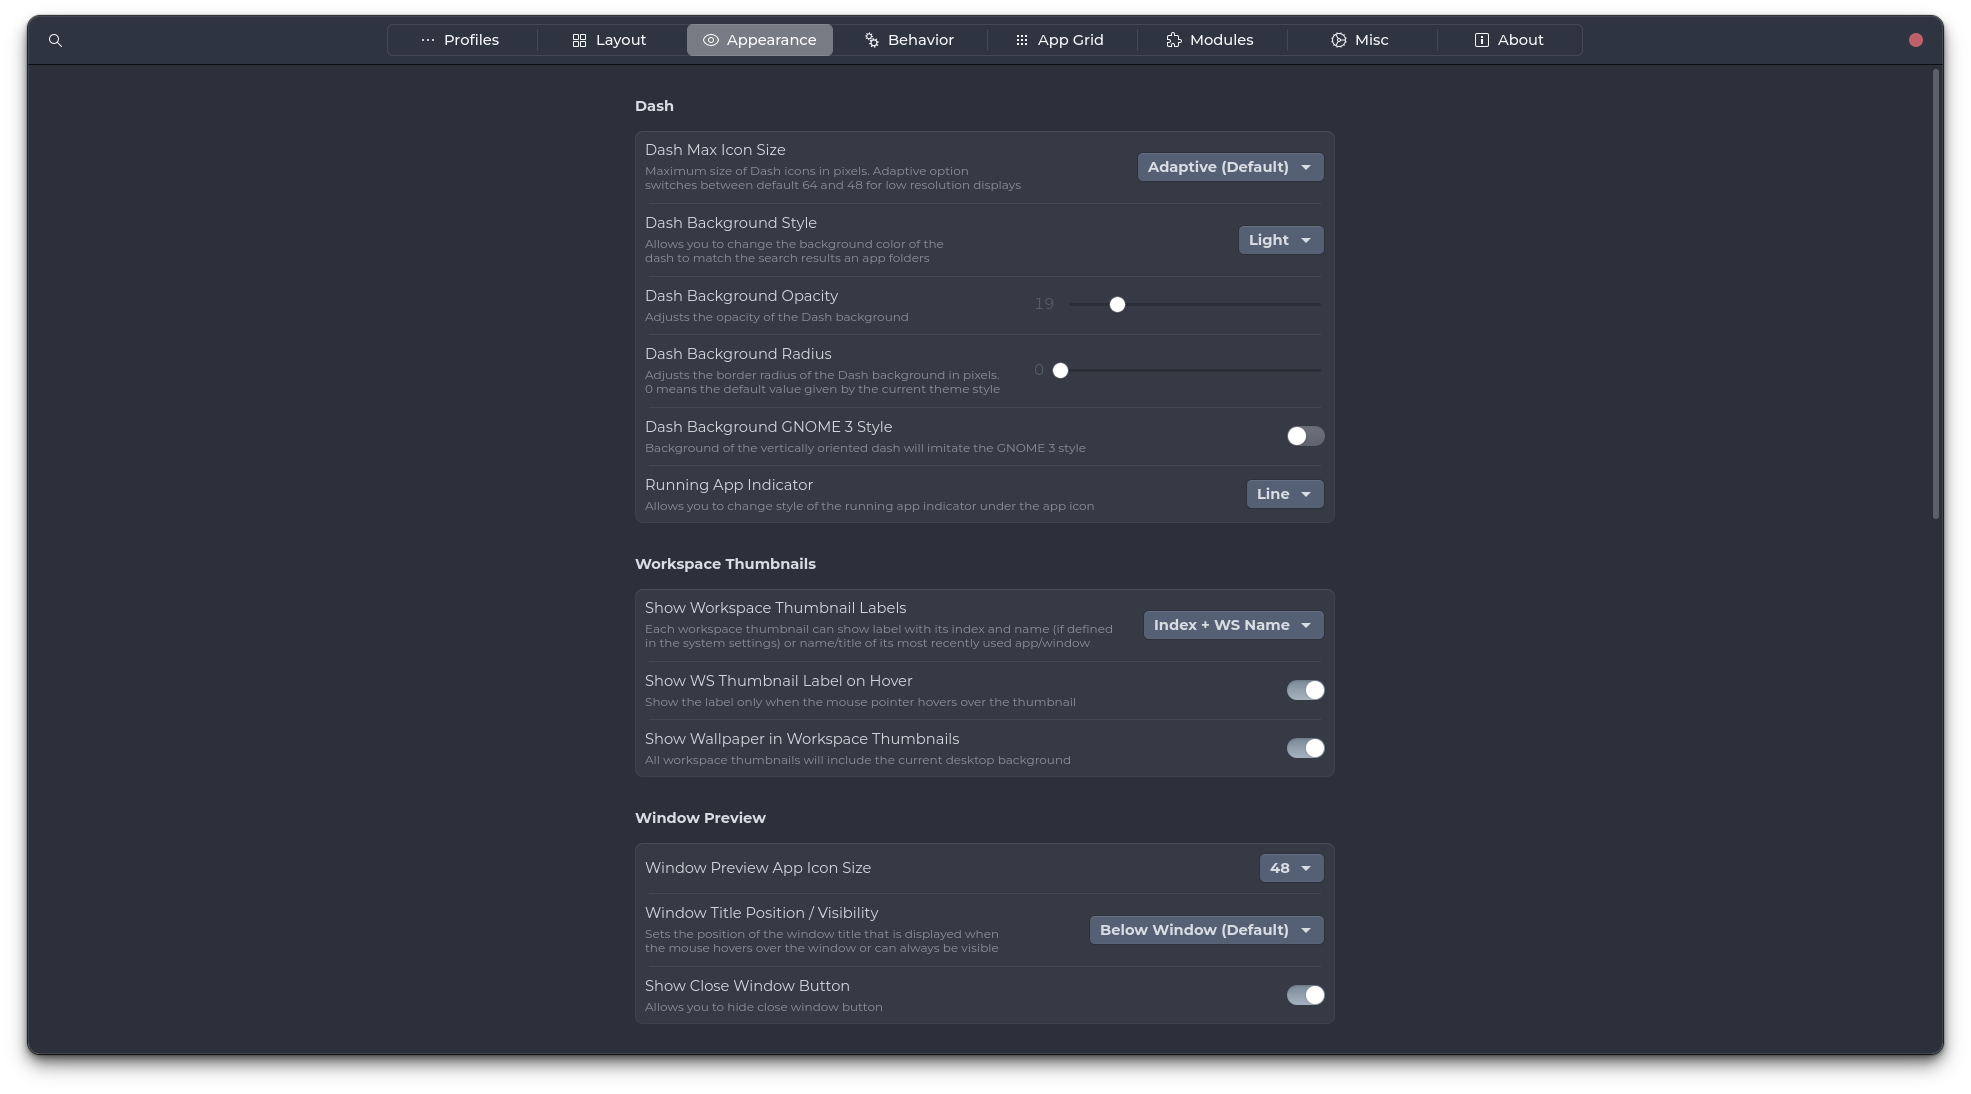 Profiles
Layout
Appearance
Behavior
App Grid
Modules
Misc
About
Dash
Dash Max Icon Size
Maximum size of Dash icons in pixels. Adaptive option
switches between default 64 and 48 for low resolution displays
Adaptive (Default)
Dash Background Style
Allows you to change the background color of the
dash to match the search results an app folders
Light
Dash Background Opacity
Adjusts the opacity of the Dash background
19
Dash Background Radius
Adjusts the border radius of the Dash background in pixels.
0 means the default value given by the current theme style
0
Dash Background GNOME 3 Style
Background of the vertically oriented dash will imitate the GNOME 3 style
Running App Indicator
Allows you to change style of the running app indicator under the app icon
Line
Workspace Thumbnails
Show Workspace Thumbnail Labels
Each workspace thumbnail can show label with its index and name (if defined
in the system settings) or name/title of its most recently used app/window
Index + WS Name
Show WS Thumbnail Label on Hover
Show the label only when the mouse pointer hovers over the thumbnail
Show Wallpaper in Workspace Thumbnails
All workspace thumbnails will include the current desktop background
Window Preview
Window Preview App Icon Size
48
Window Title Position / Visibility
Sets the position of the window title that is displayed when
the mouse hovers over the window or can always be visible
Below Window (Default)
Show Close Window Button
Allows you to hide close window button